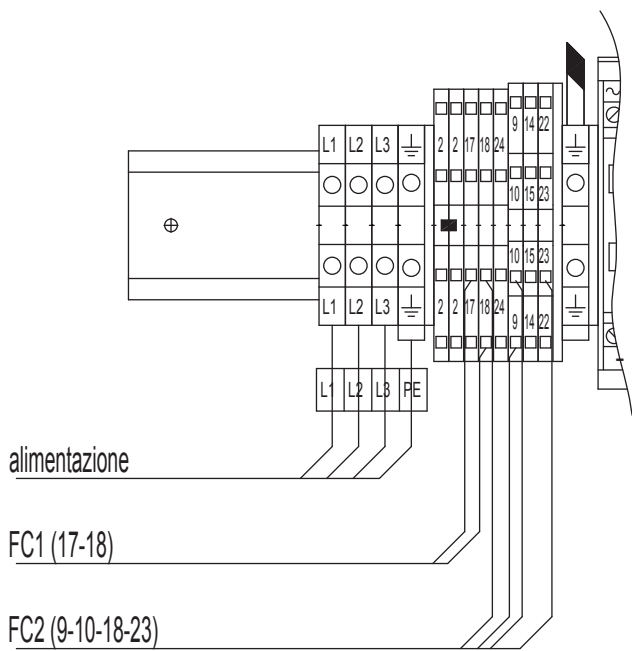 L1 L2 L3
2 2 17 18 24
9 14 22
10 15 23
10 15 23
L1 L2 L3
2 2 17 18 24
9 14 22
L1 L2 L3 PE
alimentazione
FC1 (17-18)
FC2 (9-10-18-23)